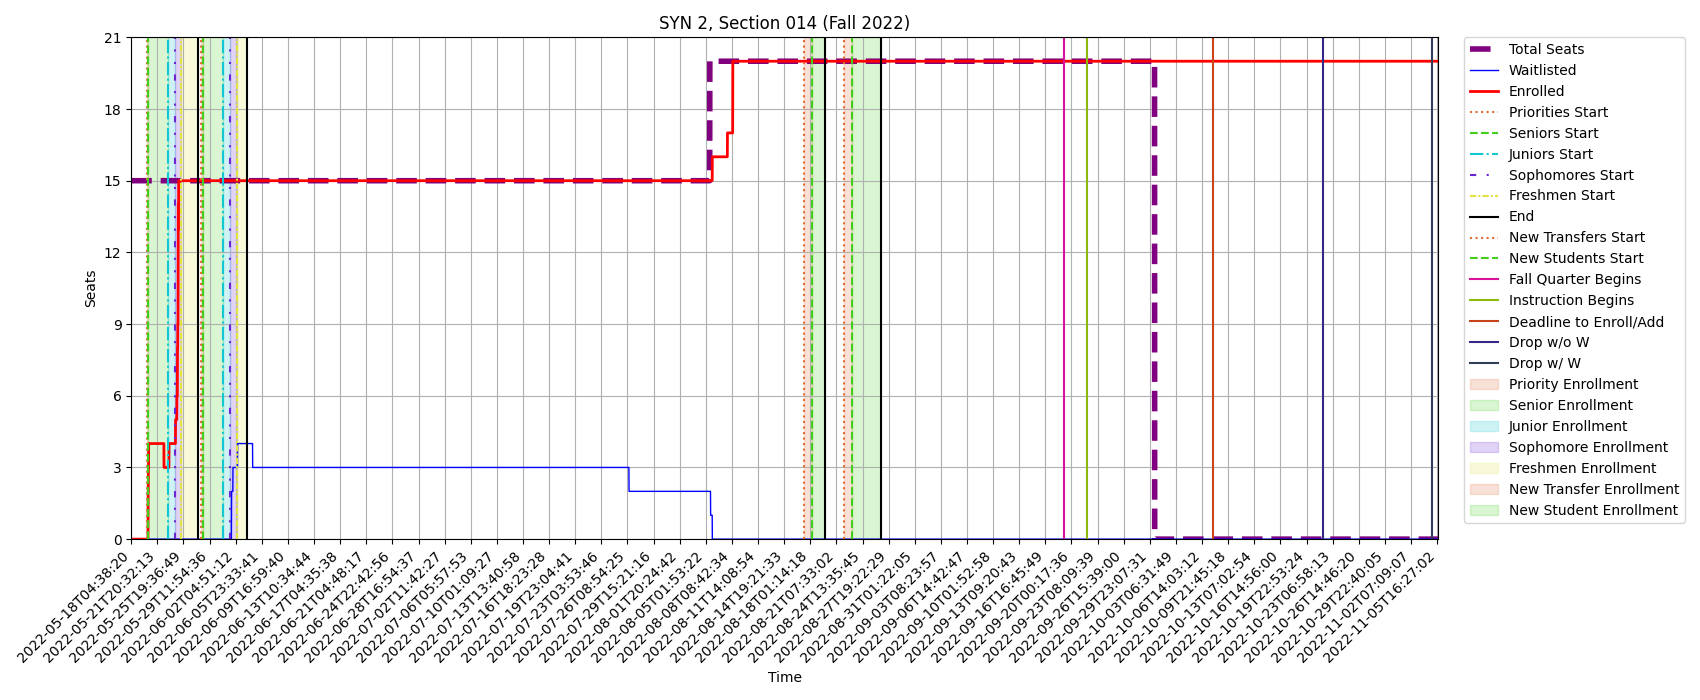 SYN 2, Section 014 (Fall 2022)
21
18
15
12
9
6
3
0
Seats
2022-05-18T04:38:20
2022-05-21T20:32:13
2022-05-25T19:36:49
2022-05-29T11:54:36
2022-06-02T04:51:12
2022-06-05T23:33:41
2022-06-09T16:59:40
2022-06-13T10:34:44
2022-06-17T04:35:38
2022-06-21T04:48:17
2022-06-24T22:42:56
2022-06-28T16:54:37
2022-07-02T11:42:27
2022-07-06T05:57:53
2022-07-10T01:09:27
2022-07-13T13:40:58
2022-07-16T18:23:28
2022-07-19T23:04:41
2022-07-23T03:53:46
2022-07-26T08:54:25
2022-07-29T15:21:16
2022-08-01T20:24:42
2022-08-05T01:53:22
2022-08-08T08:42:34
2022-08-11T14:08:54
2022-08-14T19:21:33
2022-08-18T01:14:18
2022-08-21T07:33:02
2022-08-24T13:35:45
2022-08-27T19:22:29
2022-08-31T01:22:05
2022-09-03T08:23:57
2022-09-06T14:42:47
2022-09-10T01:52:58
2022-09-13T09:20:43
2022-09-16T16:45:49
2022-09-20T00:17:36
2022-09-23T08:09:39
2022-09-26T15:39:00
2022-09-29T23:07:31
2022-10-03T06:31:49
2022-10-06T14:03:12
2022-10-09T21:45:18
2022-10-13T07:02:54
2022-10-16T14:56:00
2022-10-19T22:53:24
2022-10-23T06:58:13
2022-10-26T14:46:20
2022-10-29T22:40:05
2022-11-02T07:09:07
2022-11-05T16:27:02
Time
Total Seats
Waitlisted
Enrolled
Priorities Start
Seniors Start
Juniors Start
Sophomores Start
Freshmen Start
End
New Transfers Start
New Students Start
Fall Quarter Begins
Instruction Begins
Deadline to Enroll/Add
Drop w/o W
Drop w/ W
Priority Enrollment
Senior Enrollment
Junior Enrollment
Sophomore Enrollment
Freshmen Enrollment
New Transfer Enrollment
New Student Enrollment